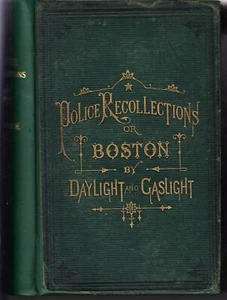 POLICE RECOLLECTIONS
OR
BOSTON
BY
DAYLIGHT AND GASLIGHT